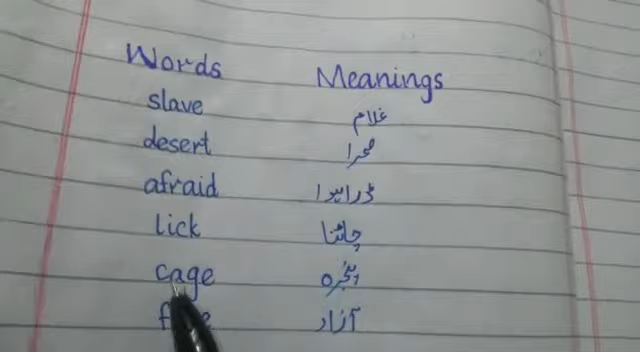 Words Meanings
slave غلام
desert صحرا
afraid ڈرا ہوا
lick چاٹنا
cage پنجرہ
آزاد